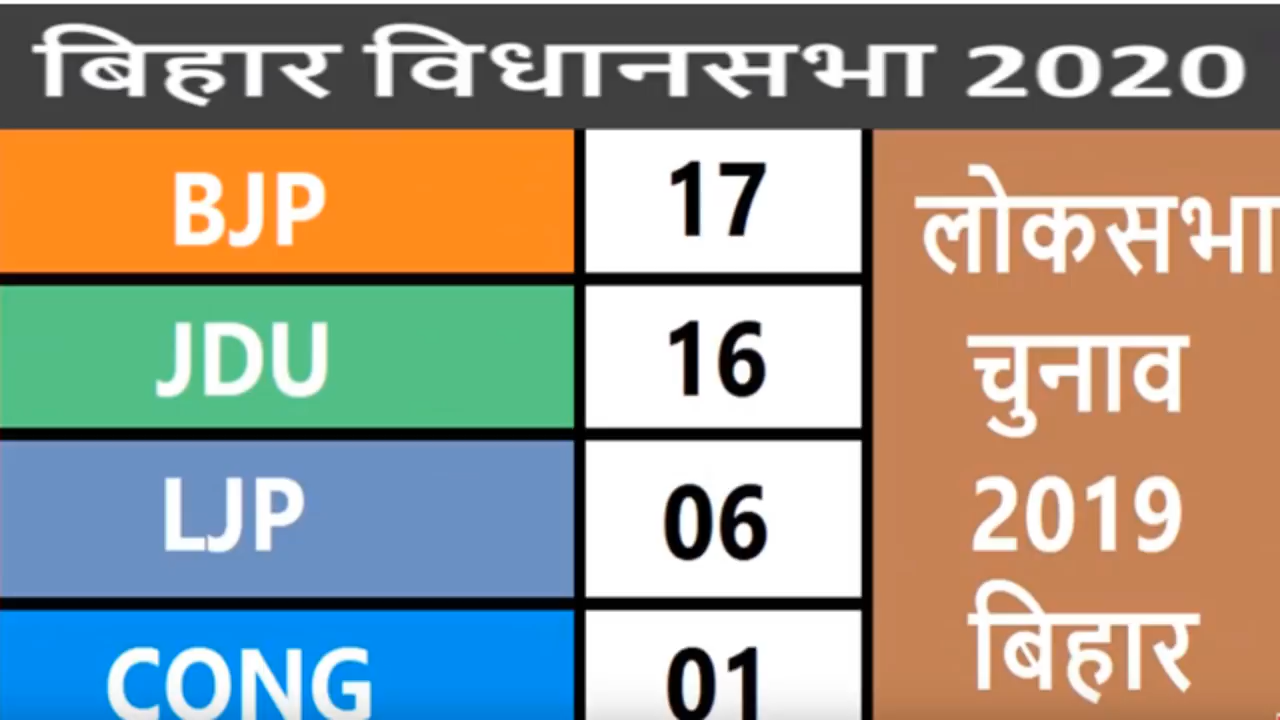 बिहार विधानसभा 2020
BJP 17
JDU 16
LJP 06
CONG 01
लोकसभा
चुनाव
2019
बिहार